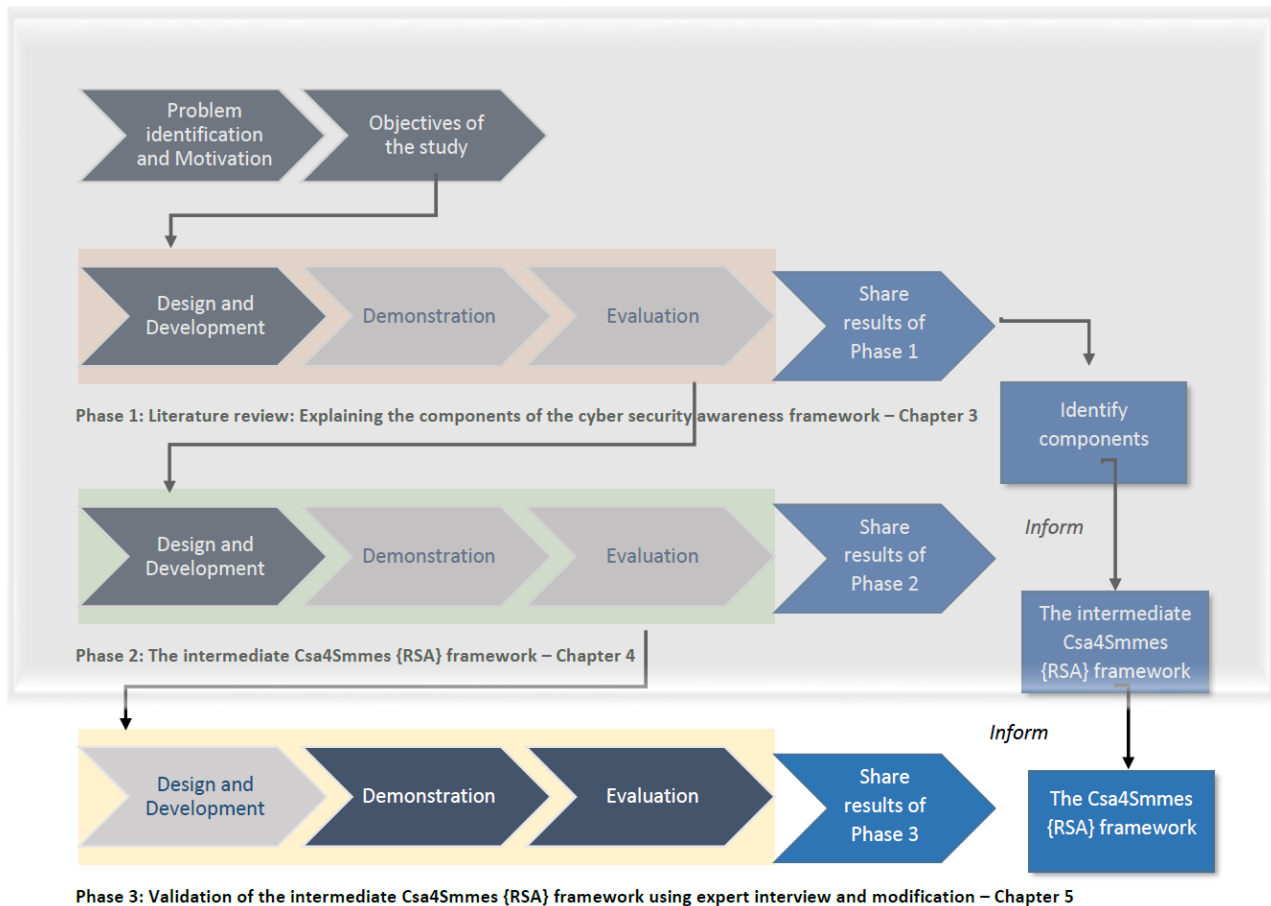 Problem
identification
and Motivation
Objectives of
the study
Design and
Development
Demonstration
Evaluation
Share
results of
Phase 1
Phase 1: Literature review: Explaining the components of the cyber security awareness framework – Chapter 3
Identify
components
Inform
Design and
Development
Demonstration
Evaluation
Share
results of
Phase 2
The intermediate
Csa4Smmes
{RSA} framework
Phase 2: The intermediate Csa4Smmes {RSA} framework – Chapter 4
Inform
Design and
Development
Demonstration
Evaluation
Share
results of
Phase 3
The Csa4Smmes
{RSA} framework
Phase 3: Validation of the intermediate Csa4Smmes {RSA} framework using expert interview and modification – Chapter 5